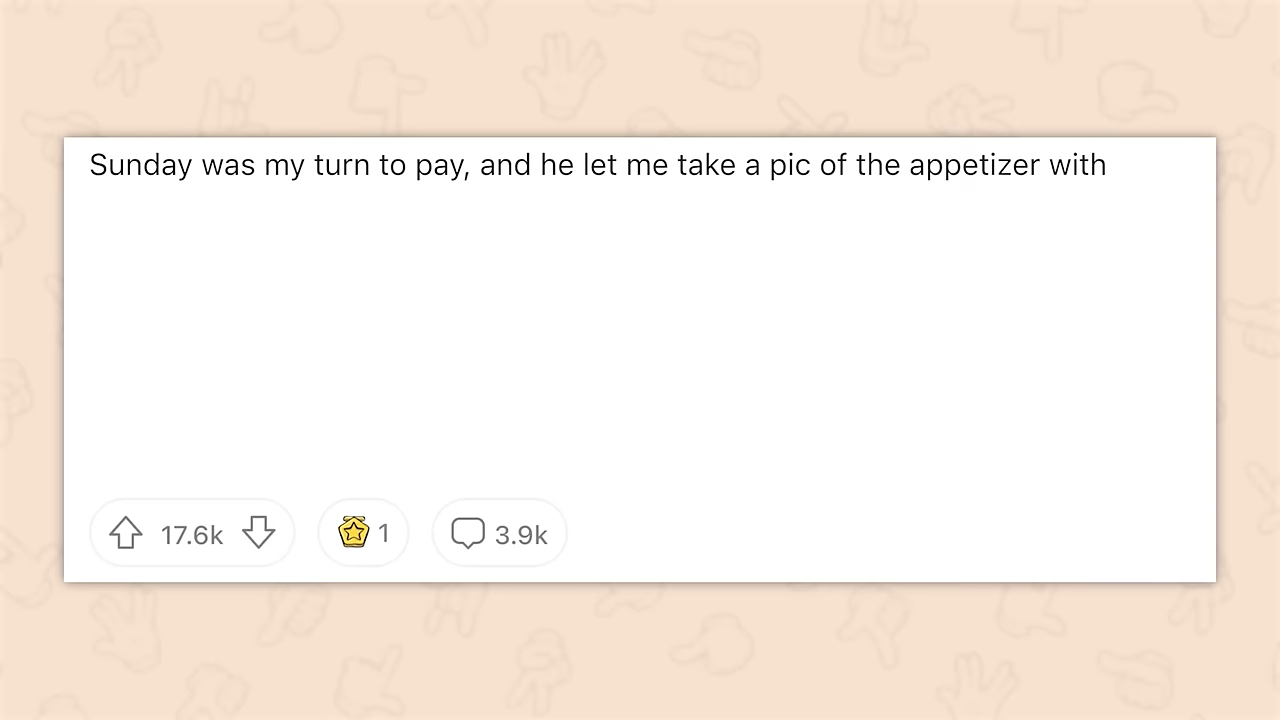 Sunday was my turn to pay, and he let me take a pic of the appetizer with
17.6k 1 3.9k